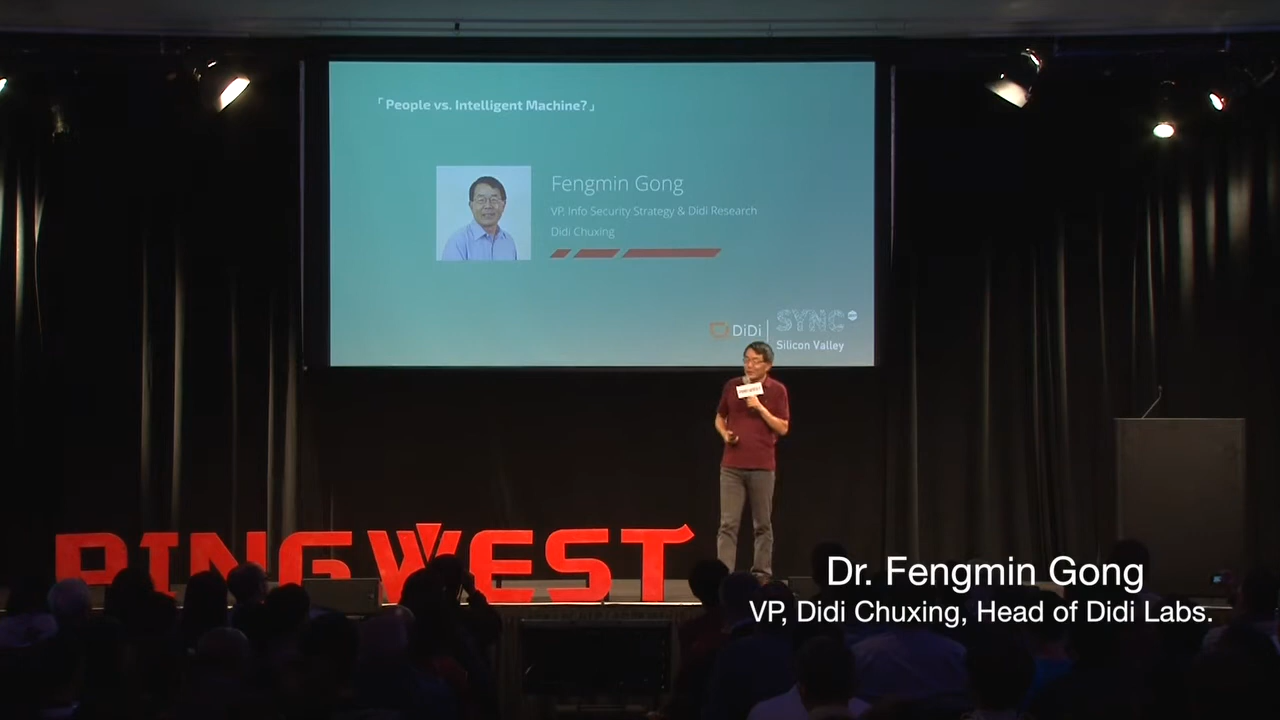 「People vs. Intelligent Machine?」
Fengmin Gong
VP, Info Security Strategy & Didi Research
Didi Chuxing
DiDi
SYNC
Silicon Valley
PINGWEST
Dr. Fengmin Gong
VP, Didi Chuxing, Head of Didi Labs.